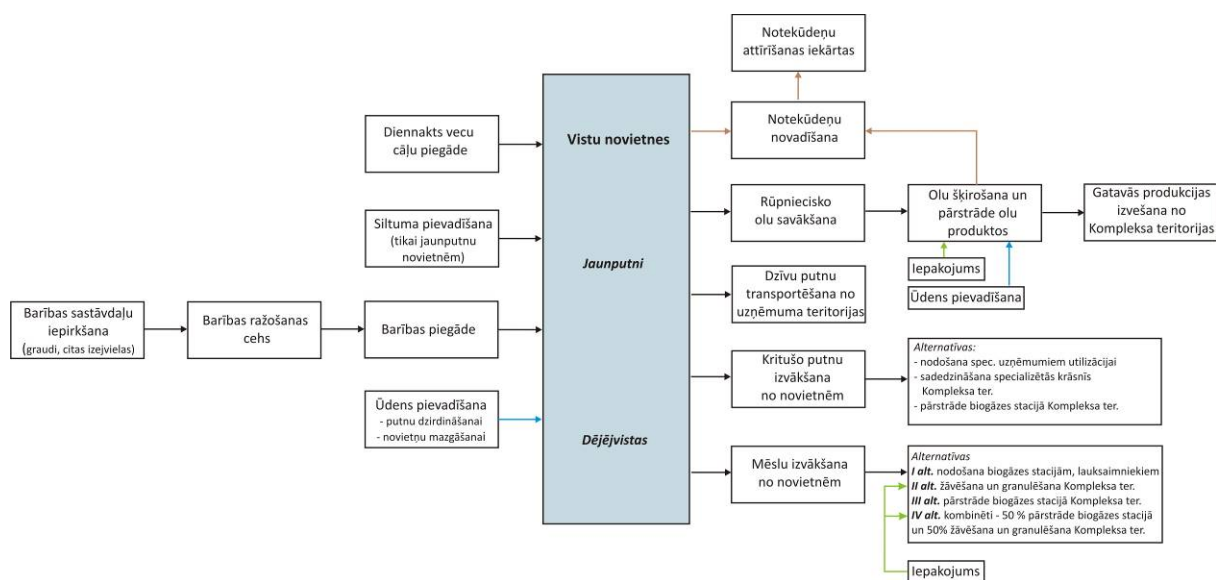 Notekūdeņu
attīrīšanas iekārtas
Diennakts vecu
cāļu piegāde
Vistu novietnes
Notekūdeņu
novadīšana
Siltuma pievadīšana
(tikai jaunputnu
novietnēm)
Jaunputni
Rūpniecisko
olu savākšana
Olu šķirošana un
pārstrāde olu
produktos
Gatavās produkcijas
izvešana no
Kompleksa teritorijas
Iepakojums
Ūdens pievadīšana
Dzīvu putnu
transportēšana no
uzņēmuma teritorijas
Barības sastāvdaļu
iepirkšana
(graudi, citas izejvielas)
Barības ražošanas
cehs
Barības piegāde
Kritušo putnu
izvākšana
no novietnēm
Alternatīvas:
- nodošana spec. uzņēmumiem utilizācijai
- sadedzināšana specializētās krāsnīs
Kompleksa ter.
- pārstrāde biogāzes stacijā Kompleksa ter.
Ūdens pievadīšana
- putnu dzirdināšanai
- novietņu mazgāšanai
Dējējvistas
Mēslu izvākšana
no novietnēm
Alternatīvas
I alt. nodošana biogāzes stacijām, lauksaimniekiem
II alt. žāvēšana un granulēšana Kompleksa ter.
III alt. pārstrāde biogāzes stacijā Kompleksa ter.
IV alt. kombinēti - 50 % pārstrāde biogāzes stacijā
un 50% žāvēšana un granulēšana Kompleksa ter.
Iepakojums